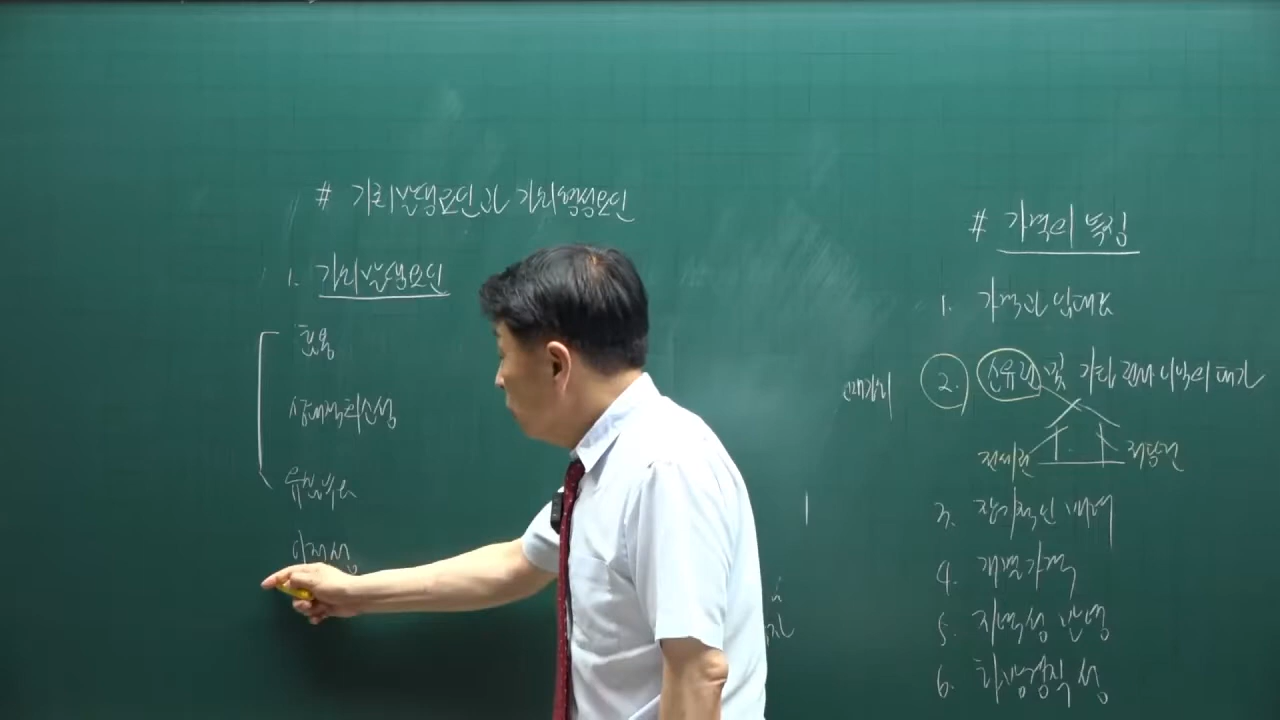 # 가치발생요인과 가치형성요인
1. 가치발생요인
효용
상대적희소성
유효수요
이전성
# 가격의 특징
1. 가격과 임대료
2. 소유권 및 기타 권리 이익의 대가
전세권
저당권
3. 장기적인 배려
4. 개별가격
5. 지역성 반영
6. 하방경직성